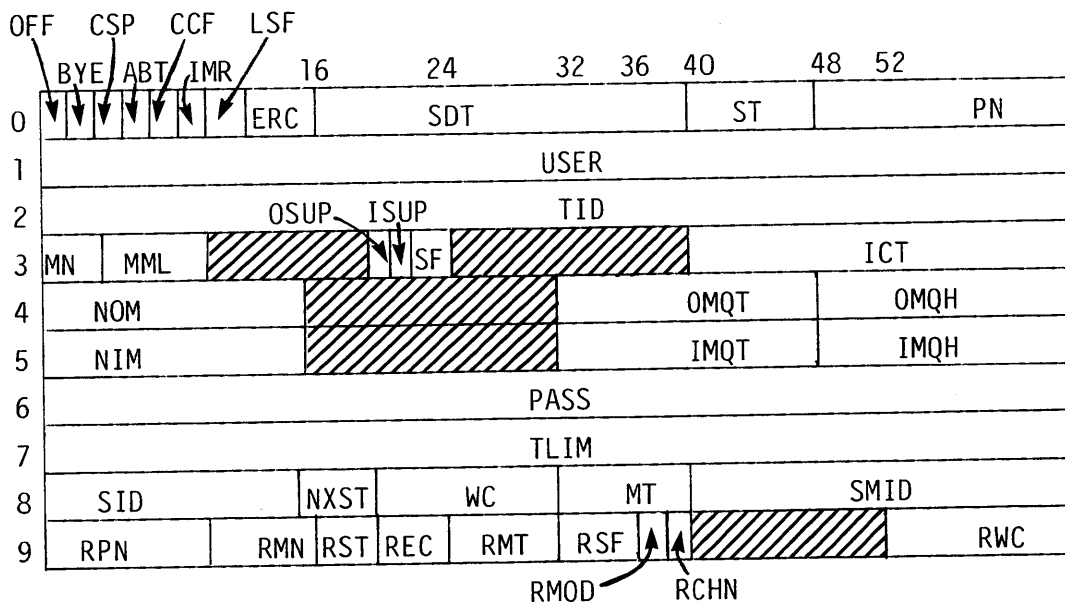 OFF CSP CCF LSF
BYE ABT IMR 16 24 32 36 40 48 52
0 ERC SDT ST PN
1 USER
2 OSUP ISUP TID
3 MN MML SF ICT
4 NOM OMQT OMQH
5 NIM IMQT IMQH
6 PASS
7 TLIM
8 SID NXST WC MT SMID
9 RPN RMN RST REC RMT RSF RWC
RMOD RCHN